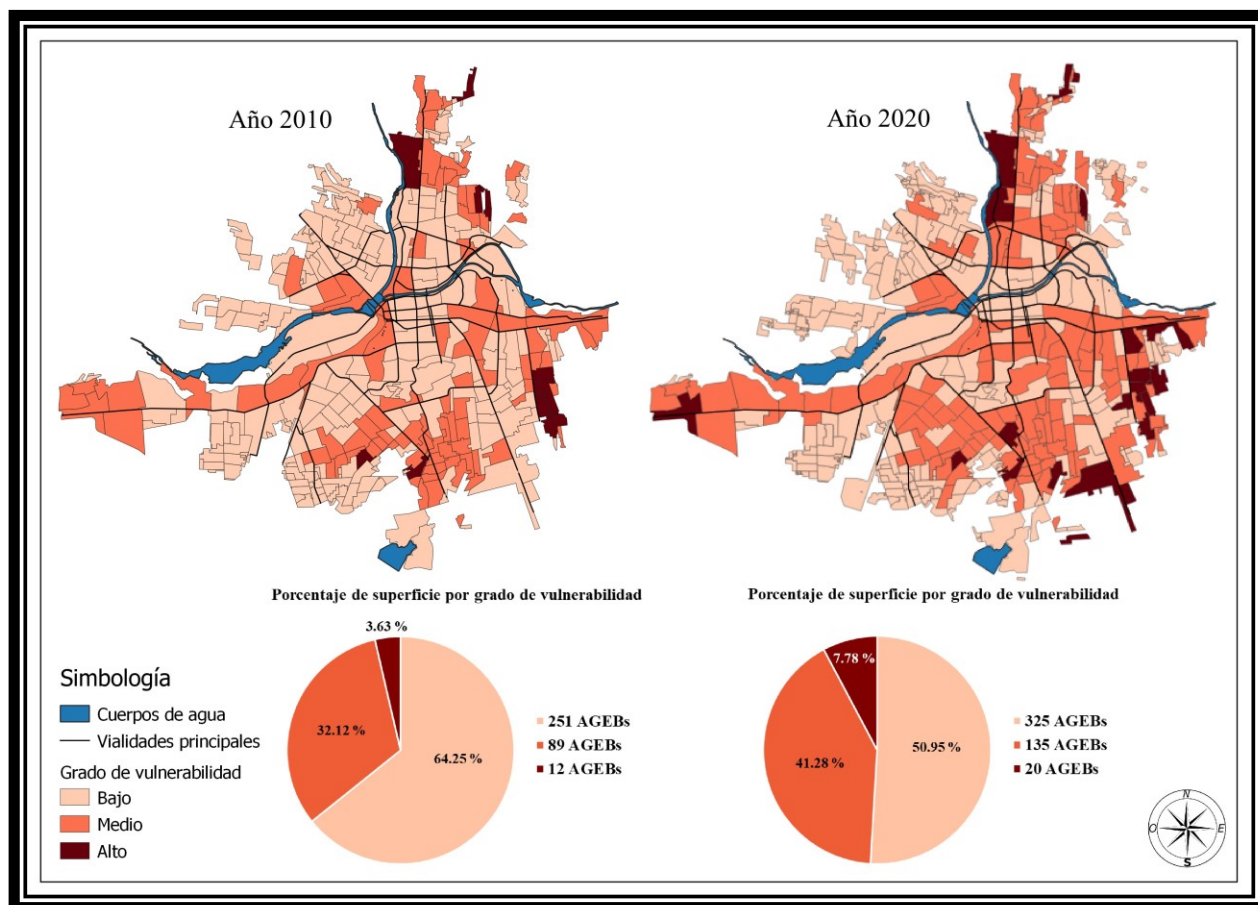 Año 2010
Año 2020
Porcentaje de superficie por grado de vulnerabilidad
3.63 %
32.12 %
64.25 %
251 AGEBs
89 AGEBs
12 AGEBs
Porcentaje de superficie por grado de vulnerabilidad
7.78 %
41.28 %
50.95 %
325 AGEBs
135 AGEBs
20 AGEBs
Simbología
Cuerpos de agua
Vialidades principales
Grado de vulnerabilidad
Bajo
Medio
Alto
N
O
E
S